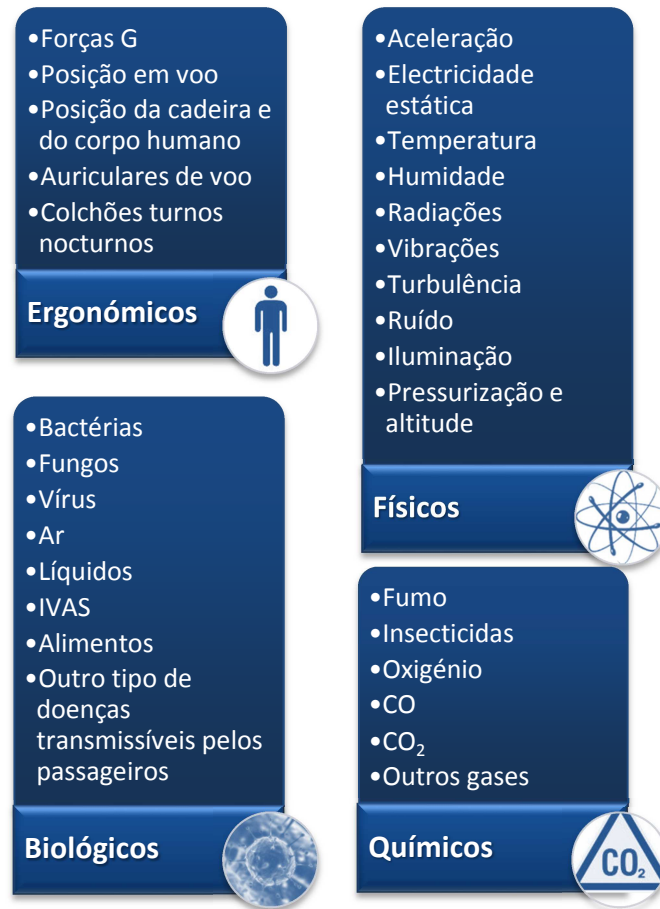 •Forças G
•Posição em voo
•Posição da cadeira e
do corpo humano
•Auriculares de voo
•Colchões turnos
nocturnos
Ergonómicos
•Aceleração
•Electricidade
estática
•Temperatura
•Humidade
•Radiações
•Vibrações
•Turbulência
•Ruído
•Iluminação
•Pressurização e
altitude
Físicos
•Bactérias
•Fungos
•Vírus
•Ar
•Líquidos
•IVAS
•Alimentos
•Outro tipo de
doenças
transmissíveis pelos
passageiros
Biológicos
•Fumo
•Insecticidas
•Oxigénio
•CO
•CO₂
•Outros gases
Químicos
CO₂